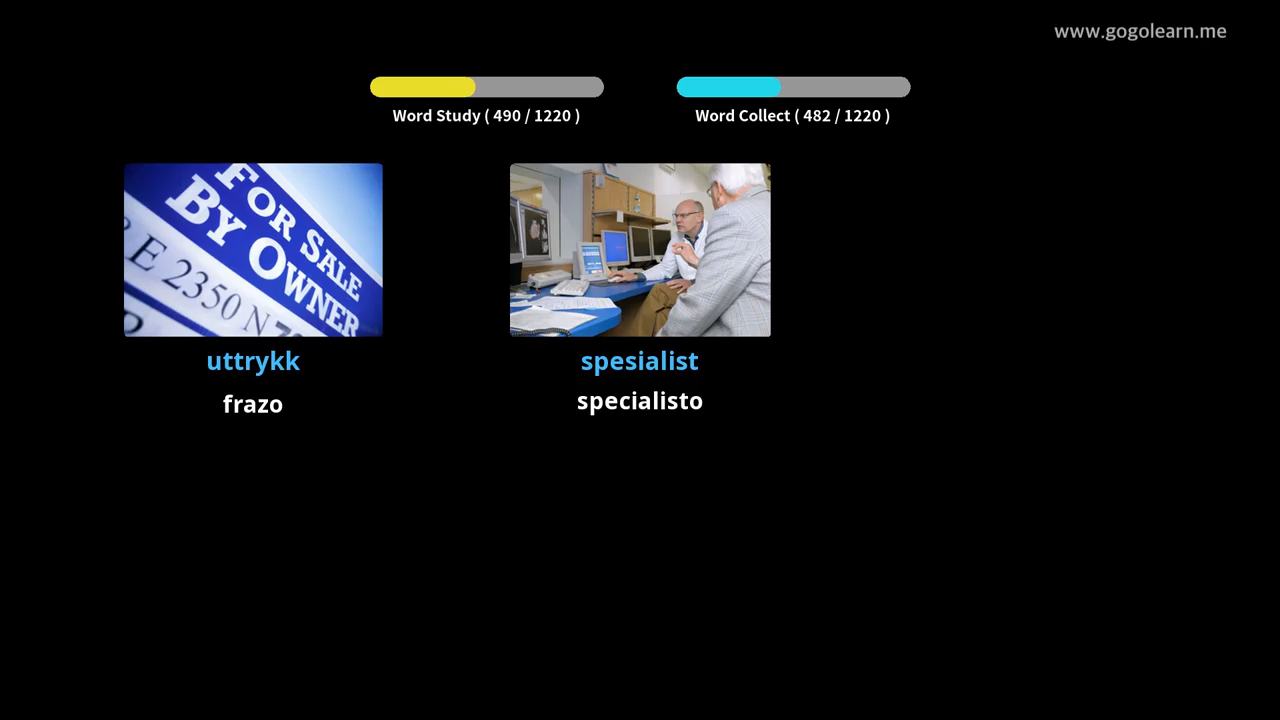 www.gogolearn.me
Word Study ( 490 / 1220 )
Word Collect ( 482 / 1220 )
FOR SALE
BY OWNER
E 2350 N
uttrykk
spesialist
frazo
specialisto